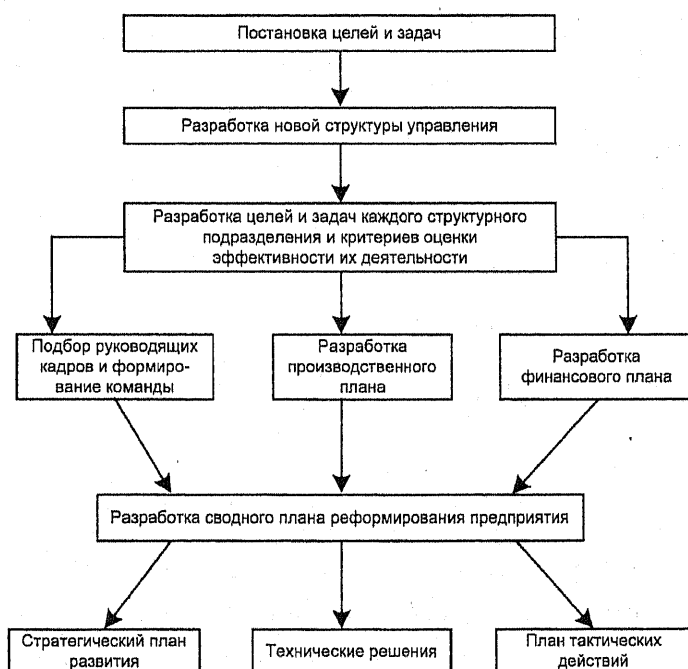 Постановка целей и задач
Разработка новой структуры управления
Разработка целей и задач каждого структурного
подразделения и критериев оценки
эффективности их деятельности
Подбор руководящих
кадров и формиро-
вание команды
Разработка
производственного
плана
Разработка
финансового плана
Разработка сводного плана реформирования предприятия
Стратегический план
развития
Технические решения
План тактических
действий